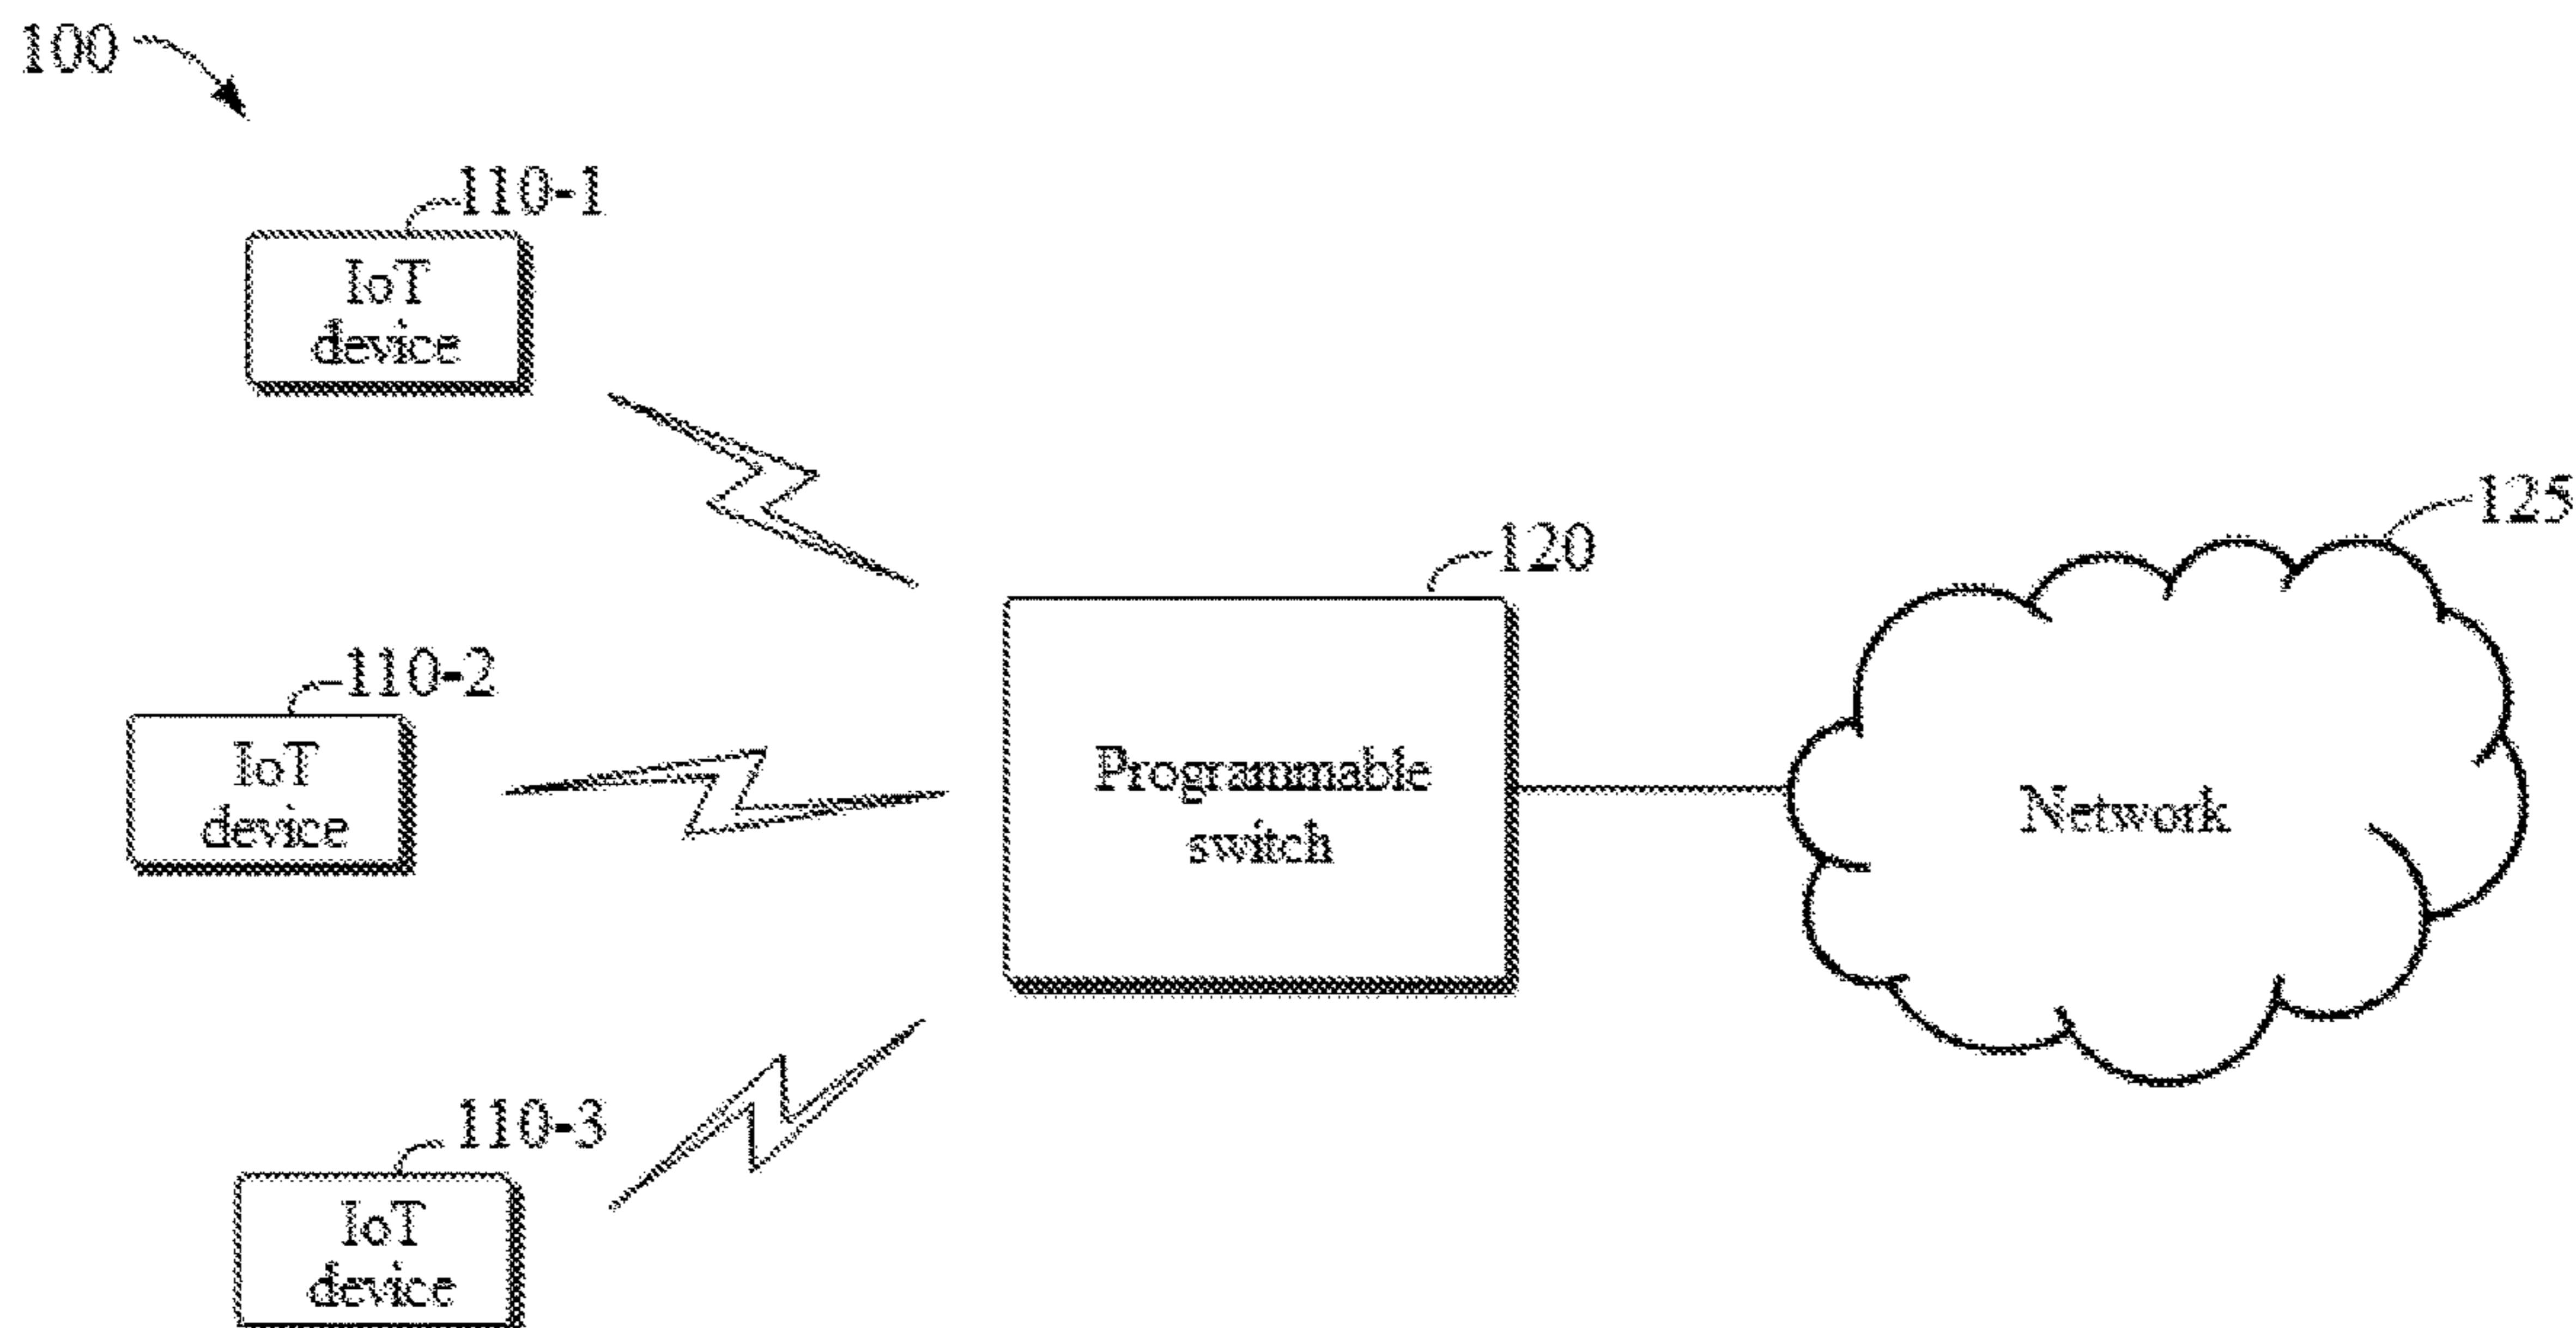 100
110-1
IoT
device
125
120
110-2
IoT
device
Programmable
switch
Network
110-3
IoT
device